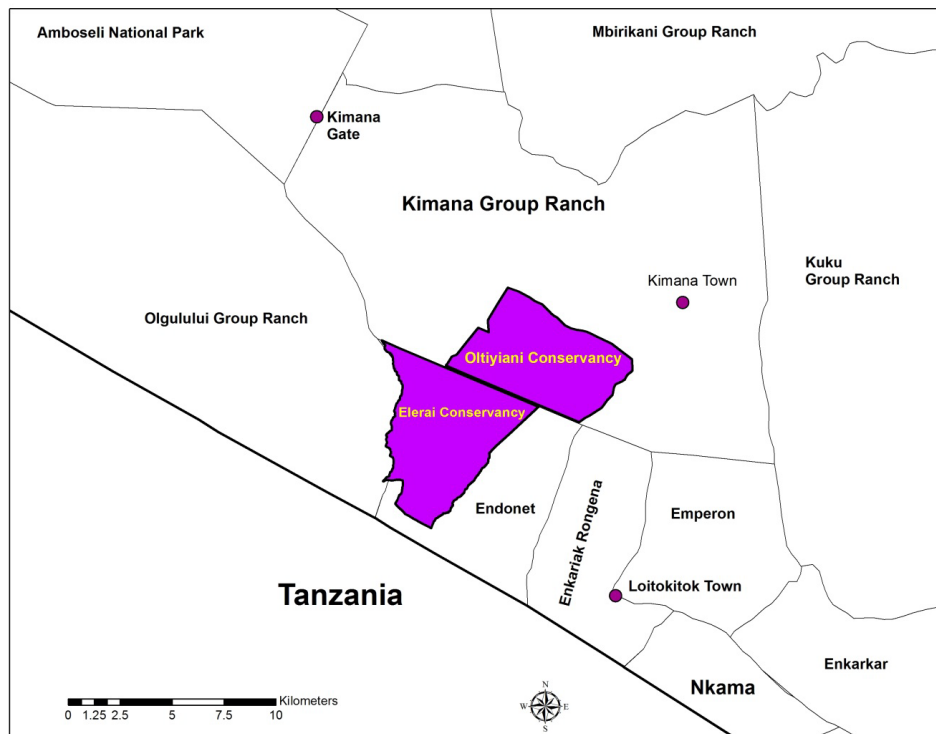 Amboseli National Park
Mbirikani Group Ranch
Kimana
Gate
Kimana Group Ranch
Kuku
Group Ranch
Kimana Town
Olgululului Group Ranch
Oltiyiani Conservancy
Elerai Conservancy
Endonet
Enkariak Rongena
Emperon
Loitokitok Town
Tanzania
Enkarkar
Nkama
Kilometers
0 1.25 2.5 5 7.5 10
N
W E
S